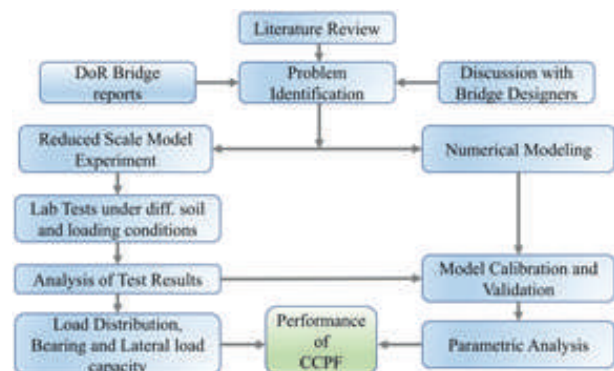 Literature Review
DoR Bridge
reports
Problem
Identification
Discussion with
Bridge Designers
Reduced Scale Model
Experiment
Numerical Modeling
Lab Tests under diff. soil
and loading conditions
Analysis of Test Results
Model Calibration and
Validation
Load Distribution,
Bearing and Lateral load
capacity
Performance
of
CCPF
Parametric Analysis